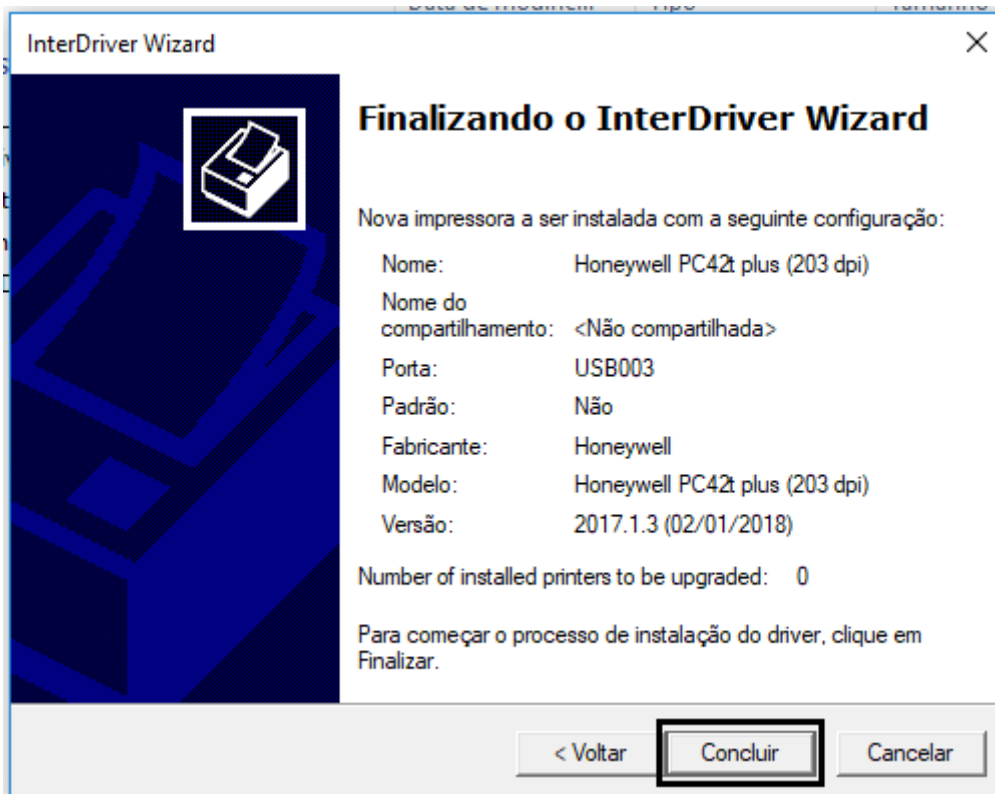 InterDriver Wizard
Finalizando o InterDriver Wizard
Nova impressora a ser instalada com a seguinte configuração:
Nome: Honeywell PC42t plus (203 dpi)
Nome do
compartilhamento: <Não compartilhada>
Porta: USB003
Padrão: Não
Fabricante: Honeywell
Modelo: Honeywell PC42t plus (203 dpi)
Versão: 2017.1.3 (02/01/2018)
Number of installed printers to be upgraded: 0
Para começar o processo de instalação do driver, clique em
Finalizar.
< Voltar Concluir Cancelar